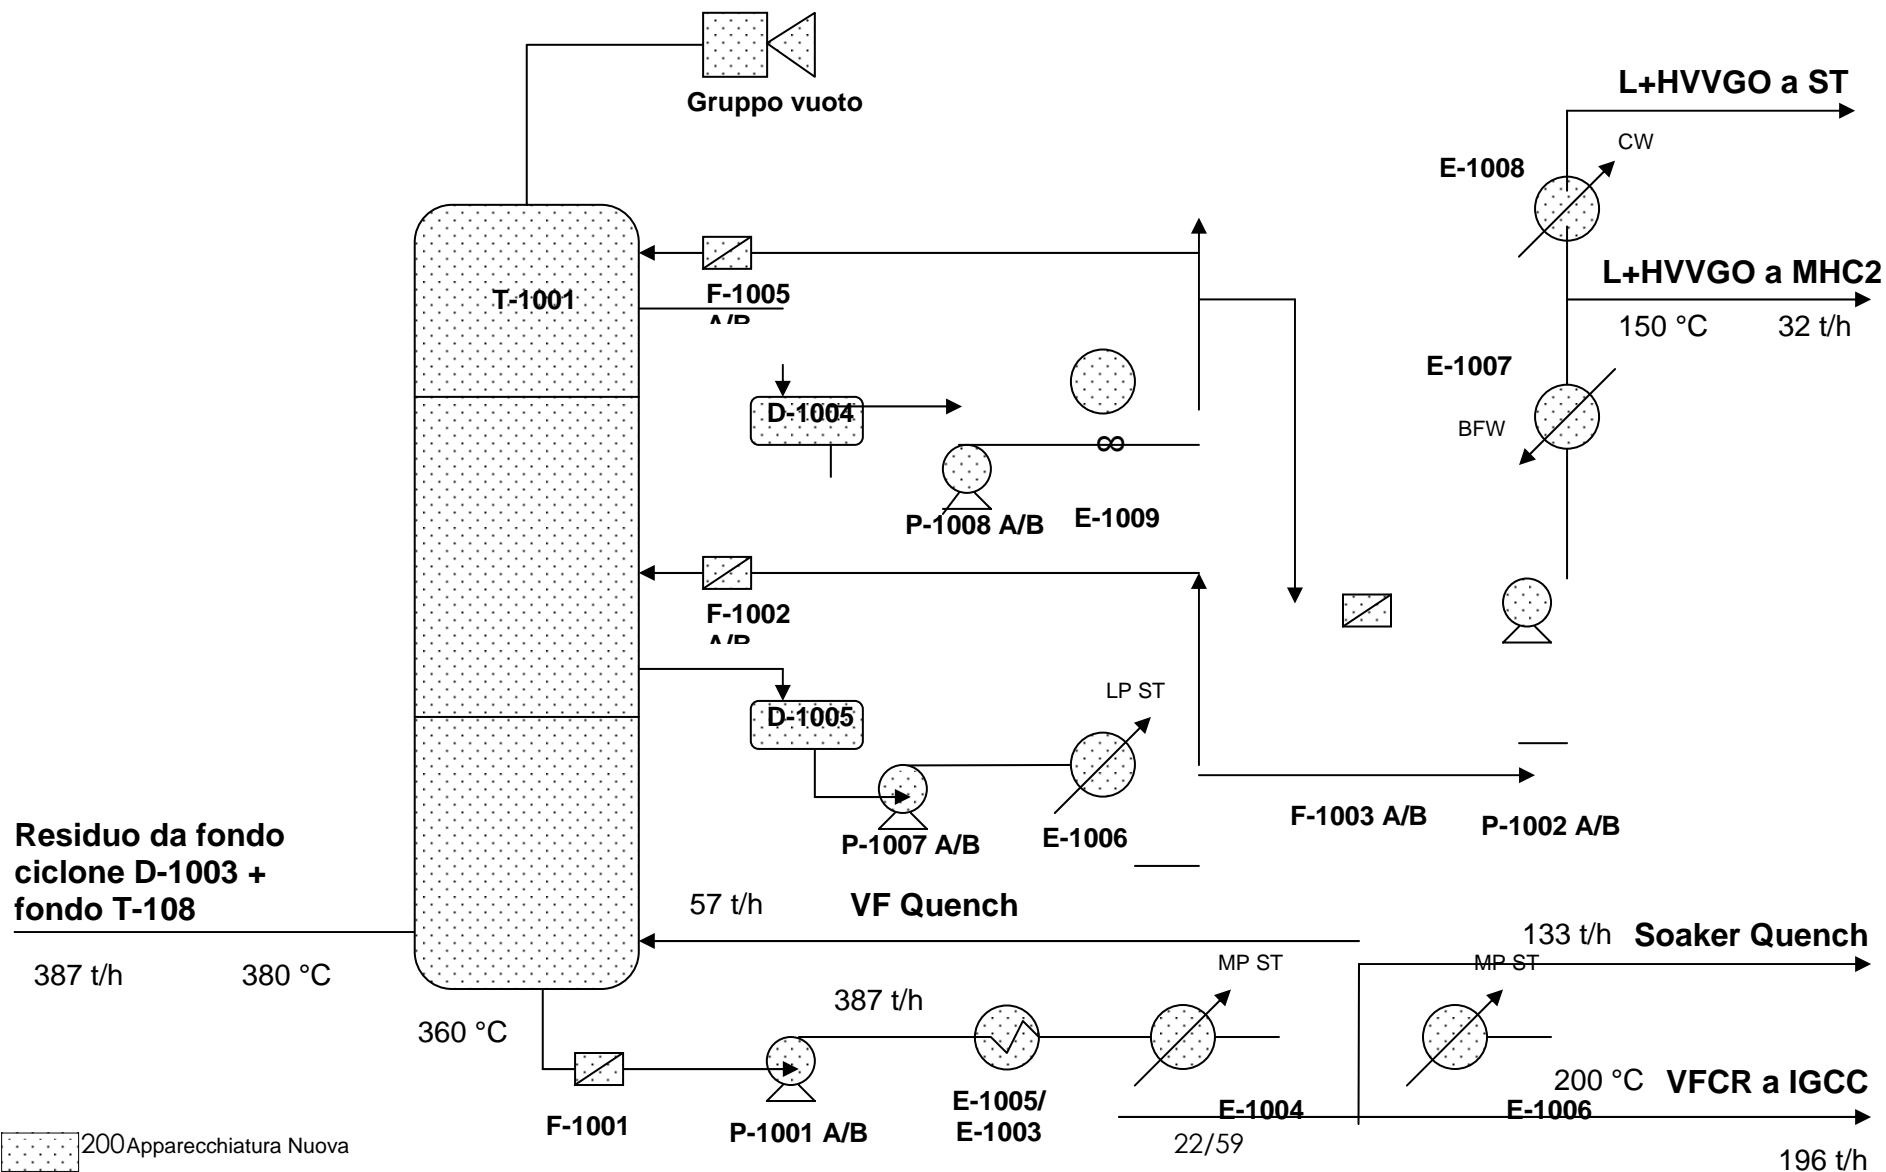 Gruppo vuoto
L+HVVGO a ST
CW
E-1008
L+HVVGO a MHC2
150 °C 32 t/h
T-1001
F-1005
A/B
E-1007
BFW
D-1004
∞
P-1008 A/B
E-1009
F-1002
A/B
LP ST
D-1005
P-1007 A/B
E-1006
F-1003 A/B
P-1002 A/B
Residuo da fondo
ciclone D-1003 +
fondo T-108
387 t/h 380 °C
57 t/h VF Quench
133 t/h Soaker Quench
MP ST
MP ST
387 t/h
360 °C
200 °C VFCR a IGCC
E-1005/
E-1003
E-1004
E-1006
F-1001
P-1001 A/B
22/59
196 t/h
200 Apparecchiatura Nuova